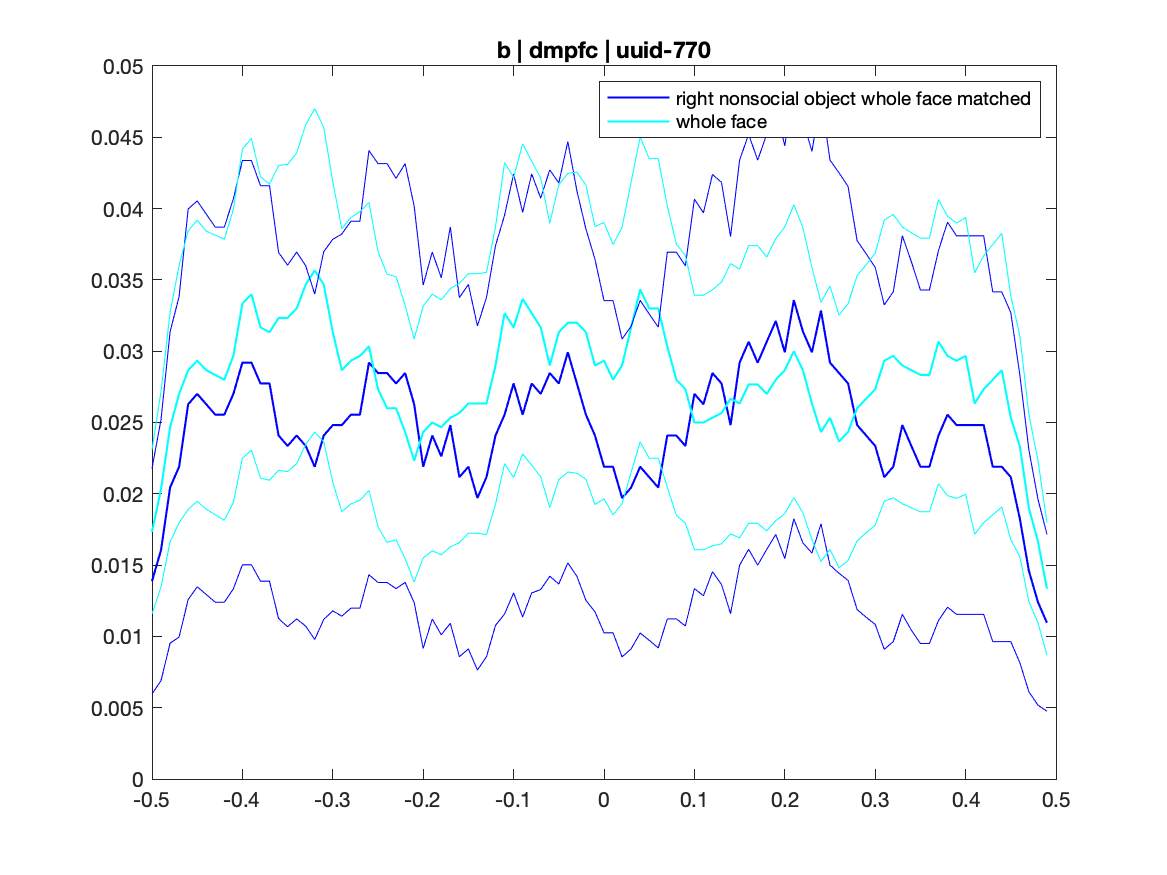 b | dmpfc | uuid-770
right nonsocial object whole face matched
whole face
0.05
0.045
0.04
0.035
0.03
0.025
0.02
0.015
0.01
0.005
0
-0.5 -0.4 -0.3 -0.2 -0.1 0 0.1 0.2 0.3 0.4 0.5